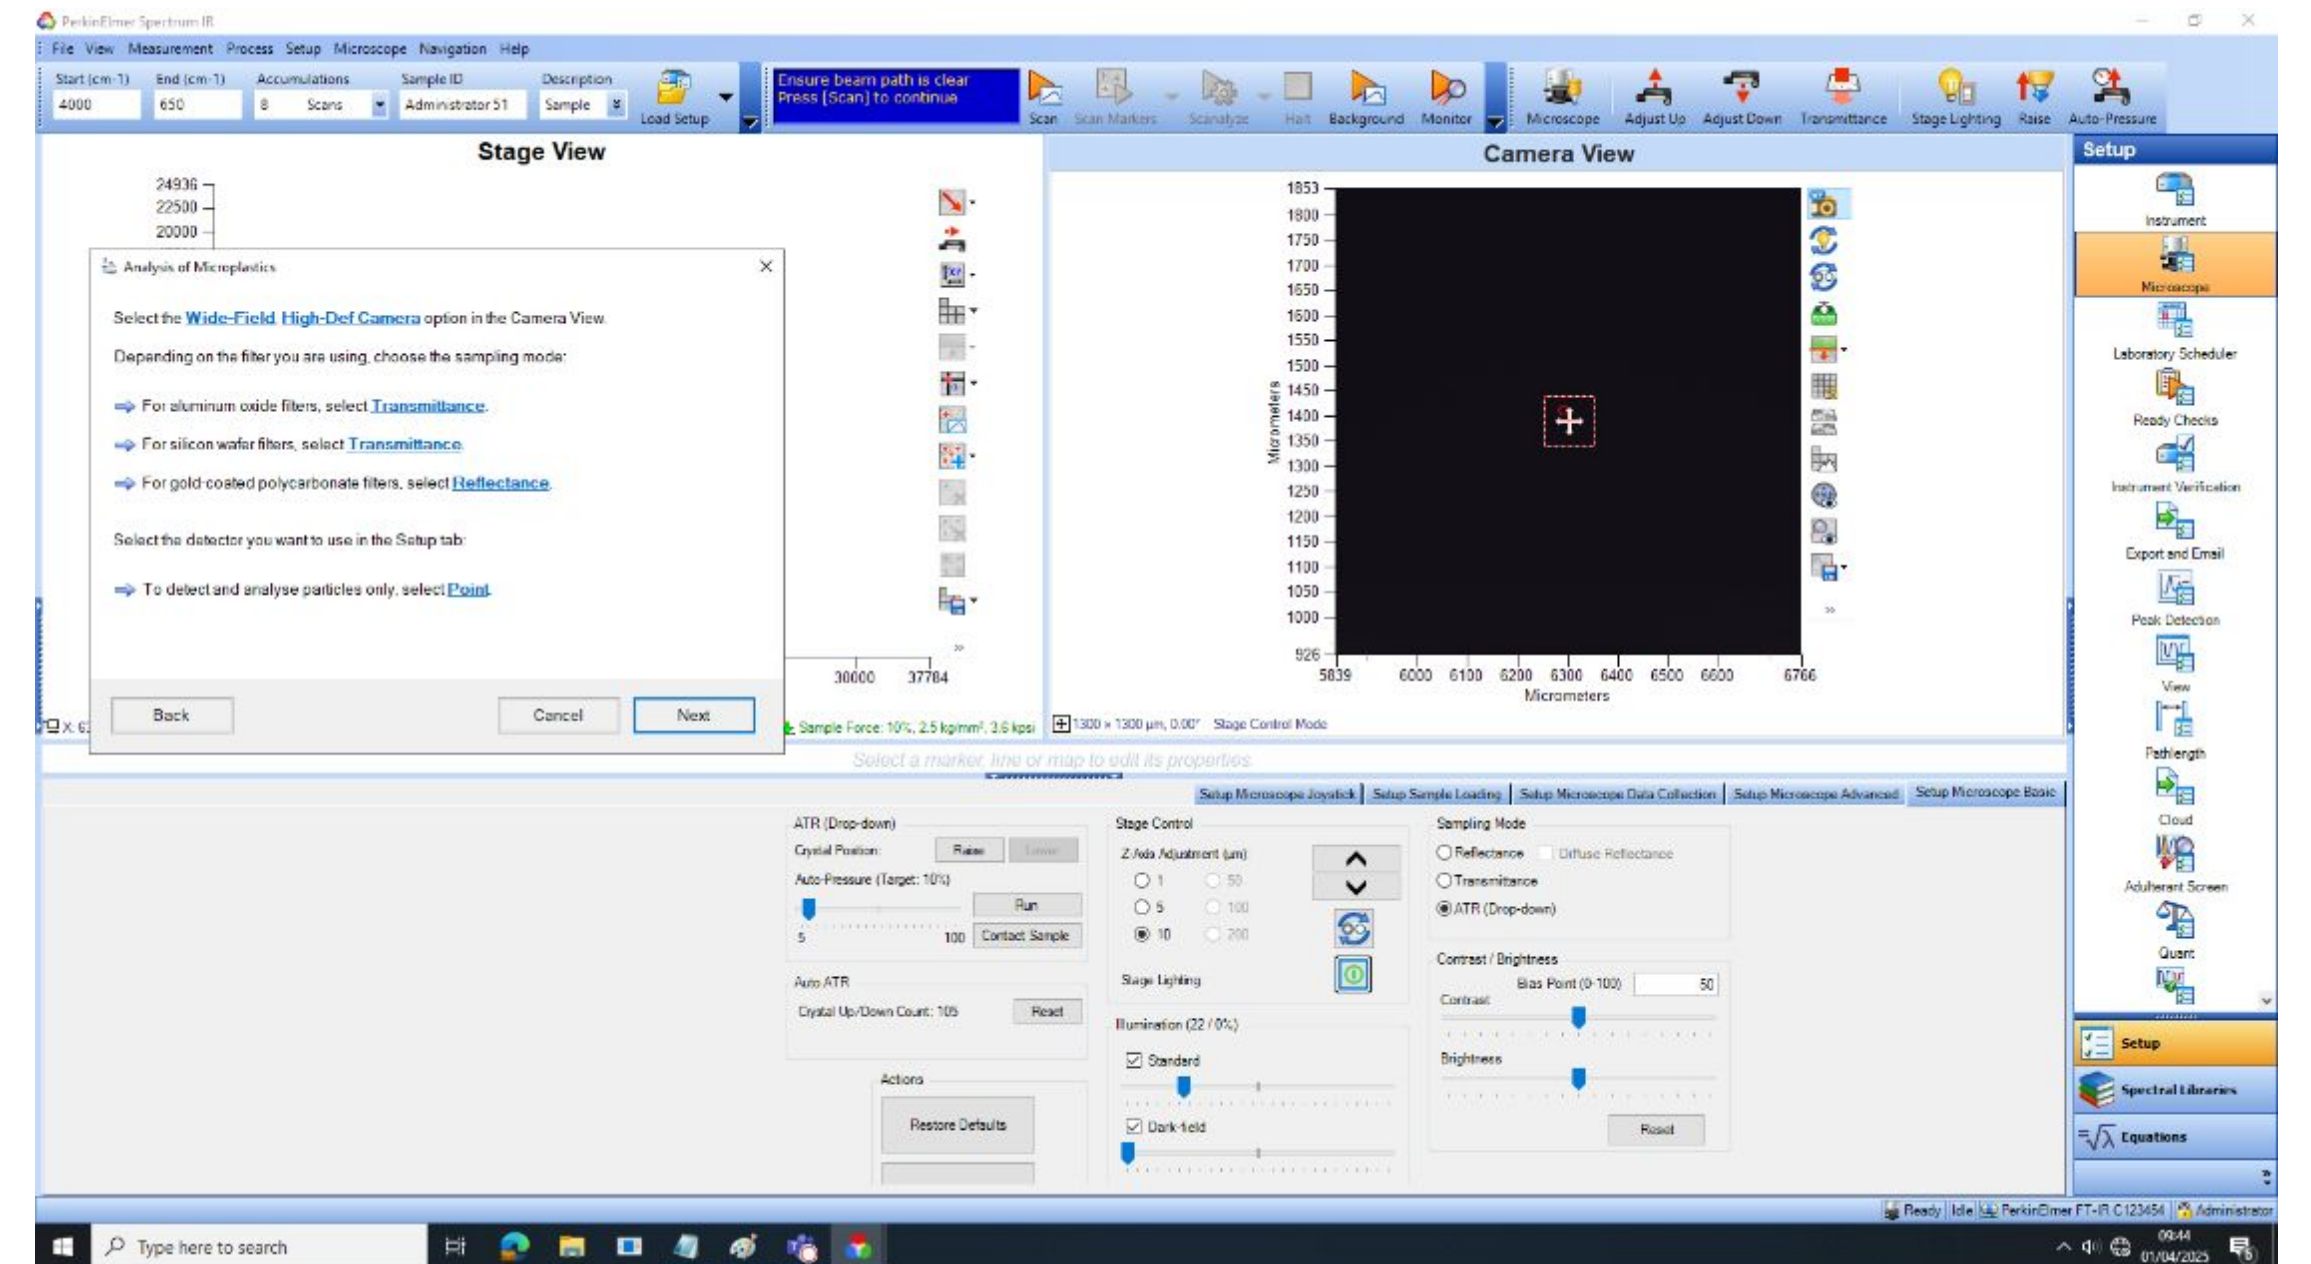 PerkinElmer Spectrum IR
File View Measurement Process Setup Microscope Navigation Help
Start (cm-1) End (cm-1) Accumulations Sample ID Description
4000 650 8 Scans Administrator 51 Sample
Load Setup
Ensure beam path is clear
Press [Scan] to continue
Scan Scan Markers Scanalyze Halt Background Monitor Microscope Adjust Up Adjust Down Transmittance Stage Lighting Raise Auto-Pressure
Stage View
24936
22500
20000
30000 37784
Analysis of Microplastics
Select the Wide-Field, High-Def Camera option in the Camera View.
Depending on the filter you are using, choose the sampling mode:
For aluminum oxide filters, select Transmittance.
For silicon wafer filters, select Transmittance.
For gold-coated polycarbonate filters, select Reflectance.
Select the detector you want to use in the Setup tab:
To detect and analyse particles only, select Point.
Back Cancel Next
X: 6
Sample Force: 10%, 2.5 kg/mm², 3.6 kpsi
Camera View
1853
1800
1750
1700
1650
1600
1550
1500
1450
1400
1350
1300
1250
1200
1150
1100
1050
1000
926
Micrometers
5839 6000 6100 6200 6300 6400 6500 6600 6766
Micrometers
1300 x 1300 µm, 0.00° Stage Control Mode
Select a marker, line or map to edit its properties.
Setup Microscope Joystick Setup Sample Loading Setup Microscope Data Collection Setup Microscope Advanced Setup Microscope Basic
ATR (Drop-down)
Crystal Position: Raise Lower
Auto-Pressure (Target: 10%)
Run
5 100 Contact Sample
Auto ATR
Crystal Up/Down Count: 105 Reset
Actions
Restore Defaults
Stage Control
Z-Axis Adjustment (µm)
1 50
5 100
10 200
Stage Lighting
Illumination (22 / 0%)
Standard
Dark-field
Sampling Mode
Reflectance Diffuse Reflectance
Transmittance
ATR (Drop-down)
Contrast / Brightness
Bias Point (0-100) 50
Contrast
Brightness
Reset
Setup
Instrument
Microscope
Laboratory Scheduler
Ready Checks
Instrument Verification
Export and Email
Peak Detection
View
Pathlength
Cloud
Adulterant Screen
Quant
Setup
Spectral Libraries
Equations
Ready Idle PerkinElmer FT-IR C123454 Administrator
Type here to search
09:44
01/04/2025
6